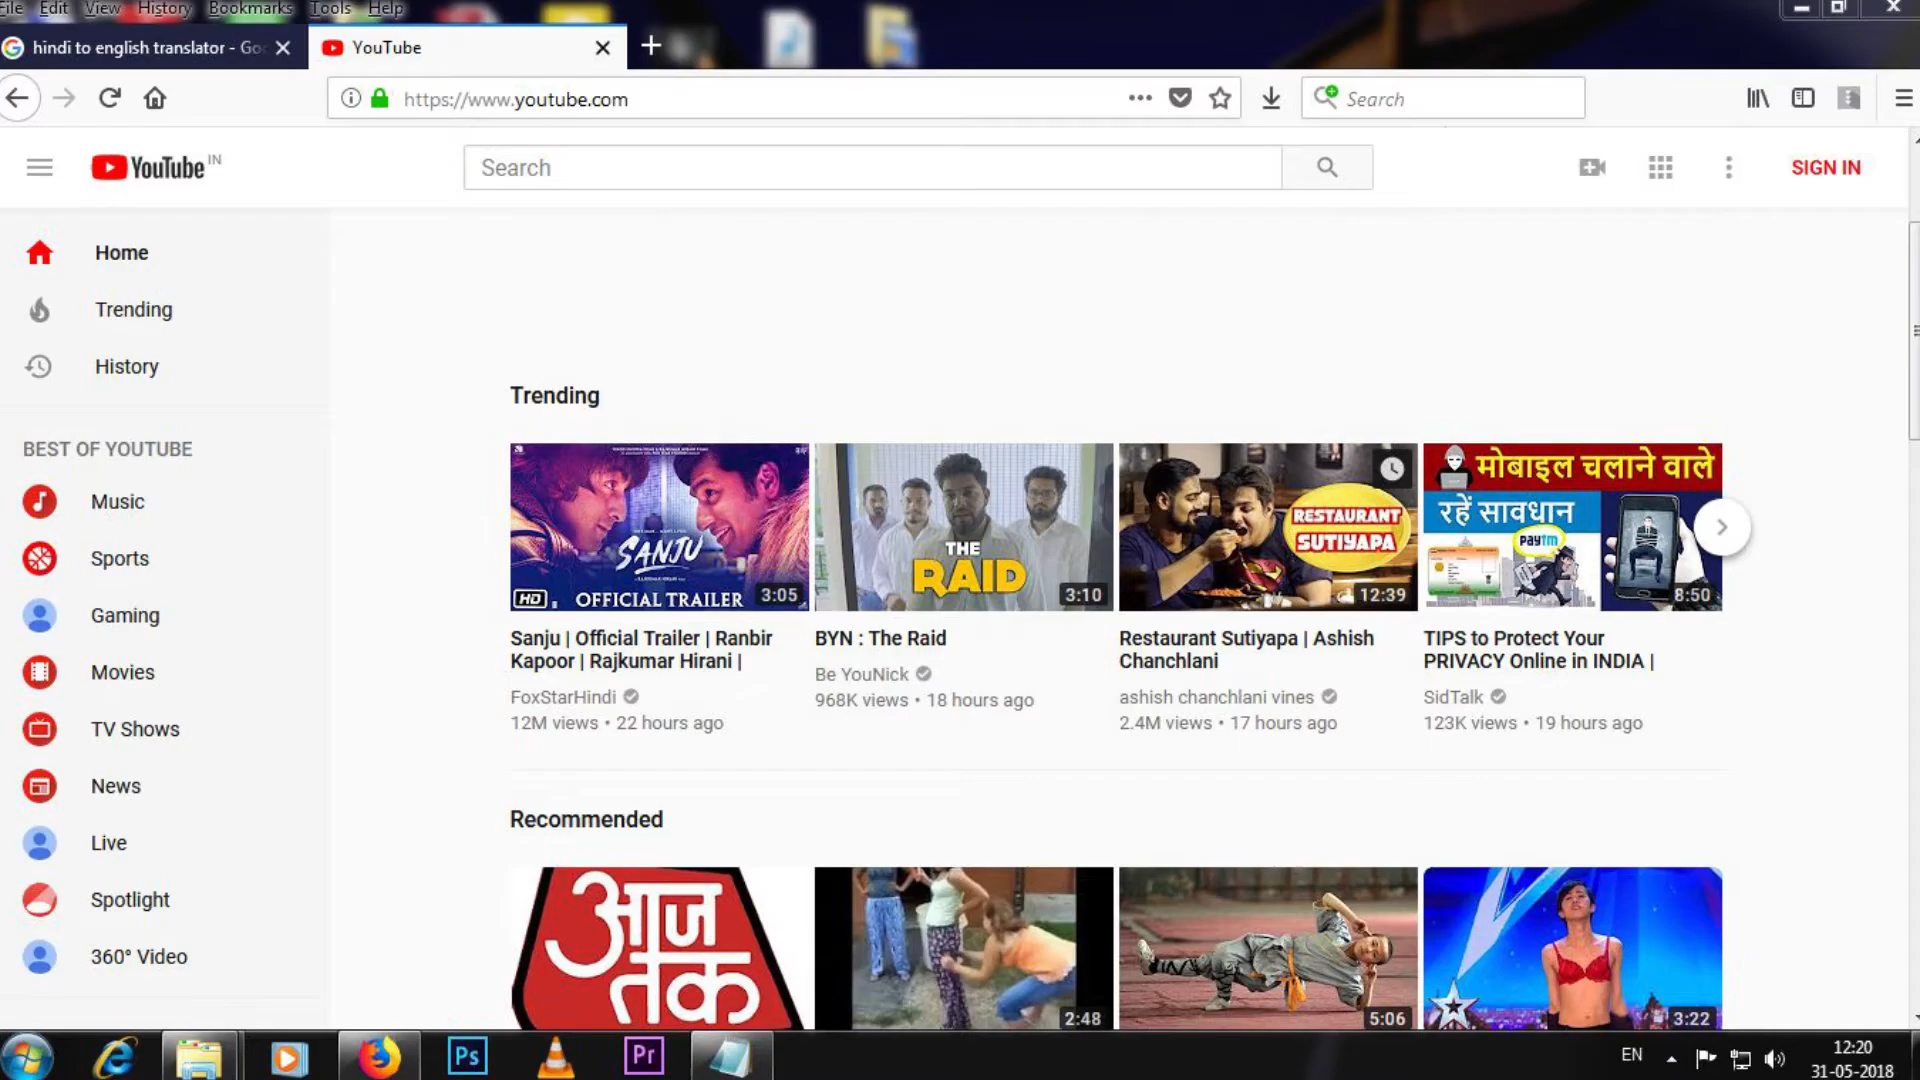 File Edit View History Bookmarks Tools Help
hindi to english translator - Go
YouTube
https://www.youtube.com
Search
YouTube IN
Search
SIGN IN
Home
Trending
History
BEST OF YOUTUBE
Music
Sports
Gaming
Movies
TV Shows
News
Live
Spotlight
360° Video
Trending
SANJU
HD OFFICIAL TRAILER 3:05
THE
RAID
3:10
RESTAURANT
SUTIYAPA
12:39
मोबाइल चलाने वाले
रहें सावधान
paytm
8:50
Sanju | Official Trailer | Ranbir
Kapoor | Rajkumar Hirani |
FoxStarHindi
12M views • 22 hours ago
BYN : The Raid
Be YouNick
968K views • 18 hours ago
Restaurant Sutiyapa | Ashish
Chanchlani
ashish chanchlani vines
2.4M views • 17 hours ago
TIPS to Protect Your
PRIVACY Online in INDIA |
SidTalk
123K views • 19 hours ago
Recommended
आज
तक
2:48
5:06
3:22
Ps
Pr
EN
12:20
31-05-2018